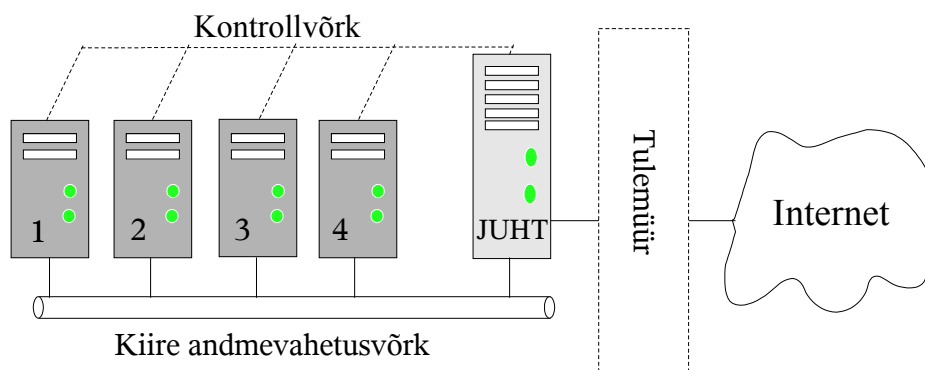 Kontrollvõrk
1
2
3
4
JUHT
Tulemüür
Internet
Kiire andmevahetusvõrk